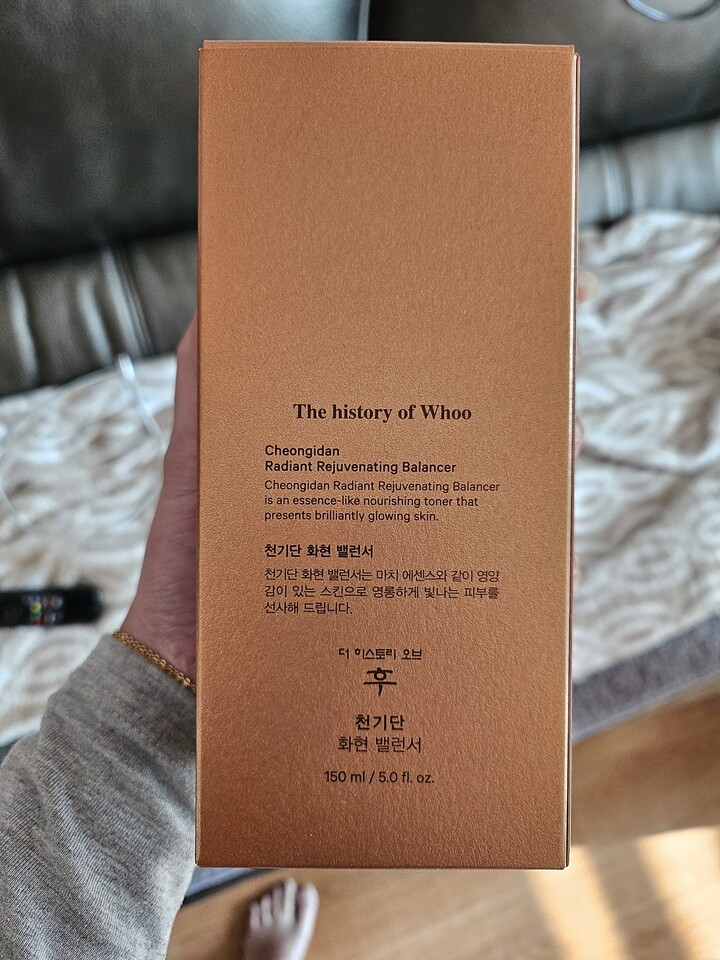 The history of Whoo
Cheongidan
Radiant Rejuvenating Balancer
Cheongidan Radiant Rejuvenating Balancer
is an essence-like nourishing toner that
presents brilliantly glowing skin.
천기단 화현 밸런서
천기단 화현 밸런서는 마치 에센스와 같이 영양
감이 있는 스킨으로 영롱하게 빛나는 피부를
선사해 드립니다.
더 히스토리 오브
후
천기단
화현 밸런서
150 ml / 5.0 fl. oz.